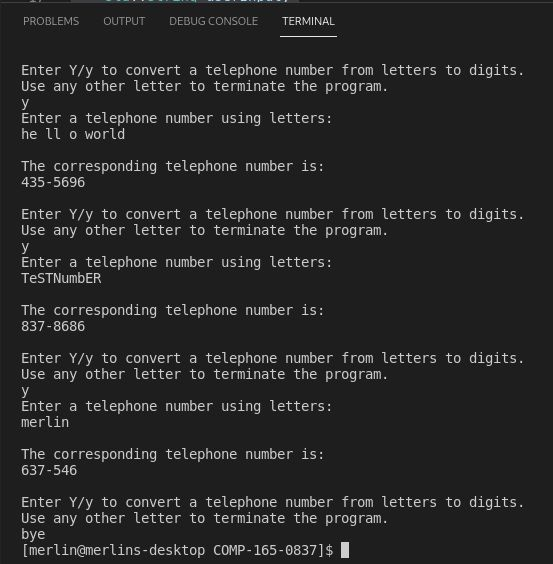 PROBLEMS OUTPUT DEBUG CONSOLE TERMINAL
Enter Y/y to convert a telephone number from letters to digits.
Use any other letter to terminate the program.
y
Enter a telephone number using letters:
he ll o world
The corresponding telephone number is:
435-5696
Enter Y/y to convert a telephone number from letters to digits.
Use any other letter to terminate the program.
y
Enter a telephone number using letters:
TeSTNumbER
The corresponding telephone number is:
837-8686
Enter Y/y to convert a telephone number from letters to digits.
Use any other letter to terminate the program.
y
Enter a telephone number using letters:
merlin
The corresponding telephone number is:
637-546
Enter Y/y to convert a telephone number from letters to digits.
Use any other letter to terminate the program.
bye
[merlin@merlins-desktop COMP-165-0837]$